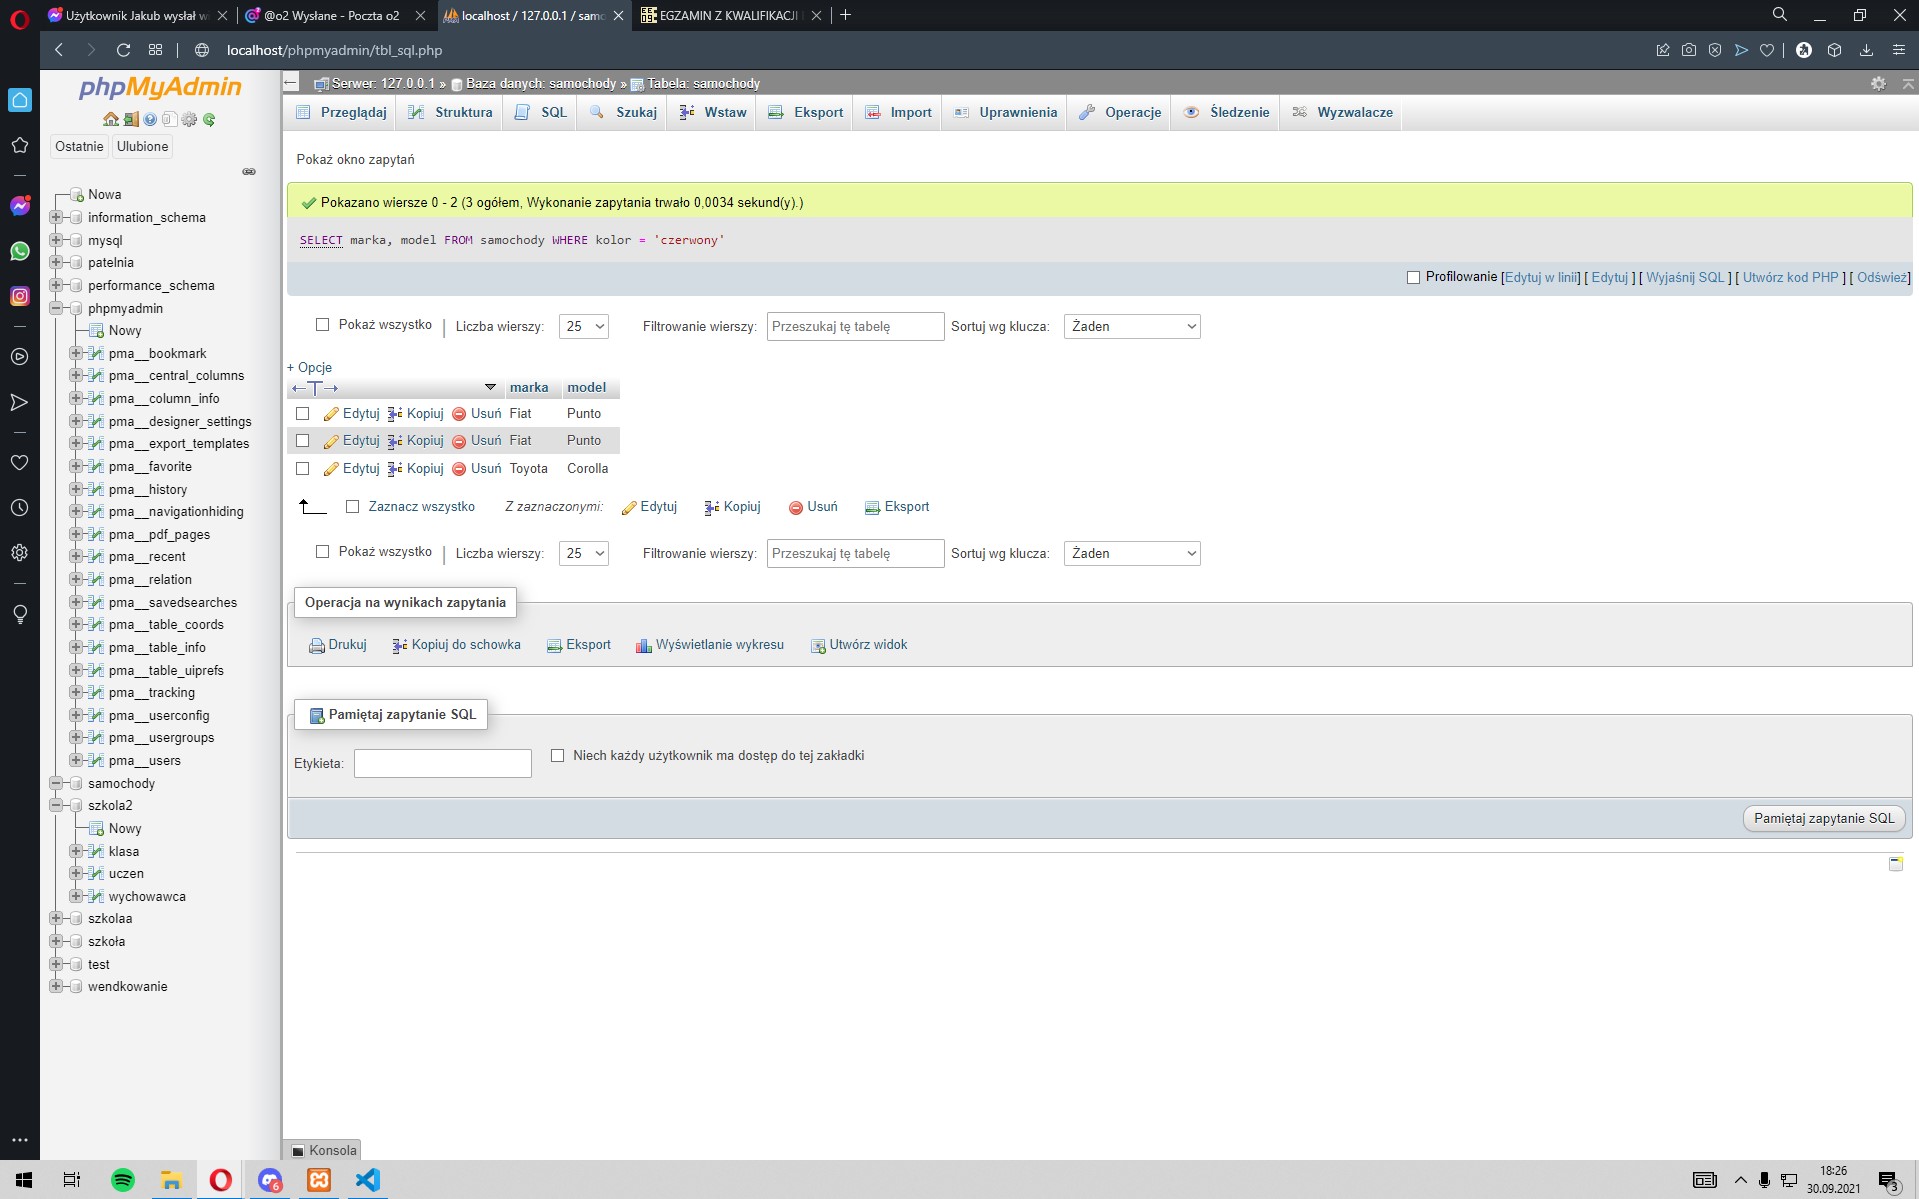 Użytkownik Jakub wysłał w
@o2 Wysłane - Poczta o2
localhost / 127.0.0.1 / samo
EGZAMIN Z KWALIFIKACJI
localhost/phpmyadmin/tbl_sql.php
phpMyAdmin
Ostatnie
Ulubione
Nowa
information_schema
mysql
patelnia
performance_schema
phpmyadmin
Nowy
pma__bookmark
pma__central_columns
pma__column_info
pma__designer_settings
pma__export_templates
pma__favorite
pma__history
pma__navigationhiding
pma__pdf_pages
pma__recent
pma__relation
pma__savedsearches
pma__table_coords
pma__table_info
pma__table_uiprefs
pma__tracking
pma__userconfig
pma__usergroups
pma__users
samochody
szkola2
Nowy
klasa
uczen
wychowawca
szkolaa
szkoła
test
wendkowanie
Serwer: 127.0.0.1 » Baza danych: samochody » Tabela: samochody
Przeglądaj Struktura SQL Szukaj Wstaw Eksport Import Uprawnienia Operacje Śledzenie Wyzwalacze
Pokaż okno zapytań
Pokazano wiersze 0 - 2 (3 ogółem, Wykonanie zapytania trwało 0,0034 sekund(y).)
SELECT marka, model FROM samochody WHERE kolor = 'czerwony'
Profilowanie [Edytuj w linii] [ Edytuj ] [ Wyjaśnij SQL ] [ Utwórz kod PHP ] [ Odśwież]
Pokaż wszystko | Liczba wierszy: 25 Filtrowanie wierszy: Przeszukaj tę tabelę Sortuj wg klucza: Żaden
+ Opcje
←T→ marka model
Edytuj Kopiuj Usuń Fiat Punto
Edytuj Kopiuj Usuń Fiat Punto
Edytuj Kopiuj Usuń Toyota Corolla
Zaznacz wszystko Z zaznaczonymi: Edytuj Kopiuj Usuń Eksport
Pokaż wszystko | Liczba wierszy: 25 Filtrowanie wierszy: Przeszukaj tę tabelę Sortuj wg klucza: Żaden
Operacja na wynikach zapytania
Drukuj Kopiuj do schowka Eksport Wyświetlanie wykresu Utwórz widok
Pamiętaj zapytanie SQL
Etykieta: Niech każdy użytkownik ma dostęp do tej zakładki
Pamiętaj zapytanie SQL
Konsola
6
18:26
30.09.2021
3